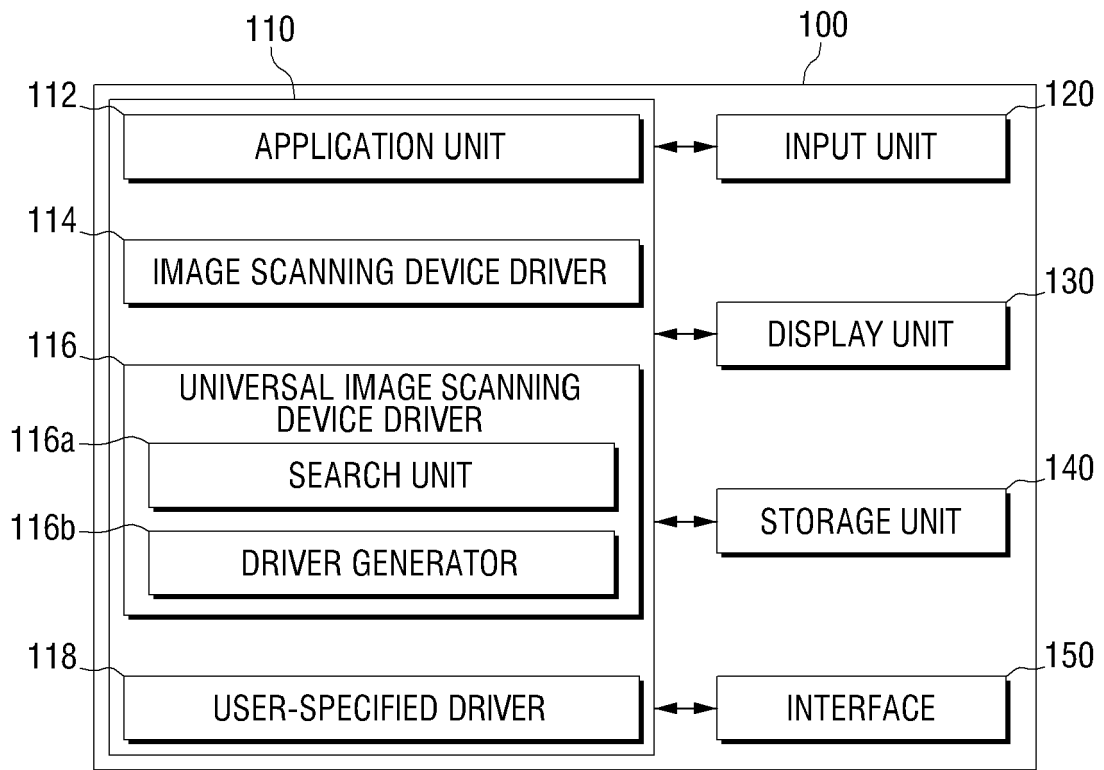 110
100
112
APPLICATION UNIT
120
INPUT UNIT
114
IMAGE SCANNING DEVICE DRIVER
130
DISPLAY UNIT
116
UNIVERSAL IMAGE SCANNING
DEVICE DRIVER
116a
SEARCH UNIT
140
STORAGE UNIT
116b
DRIVER GENERATOR
118
USER-SPECIFIED DRIVER
150
INTERFACE